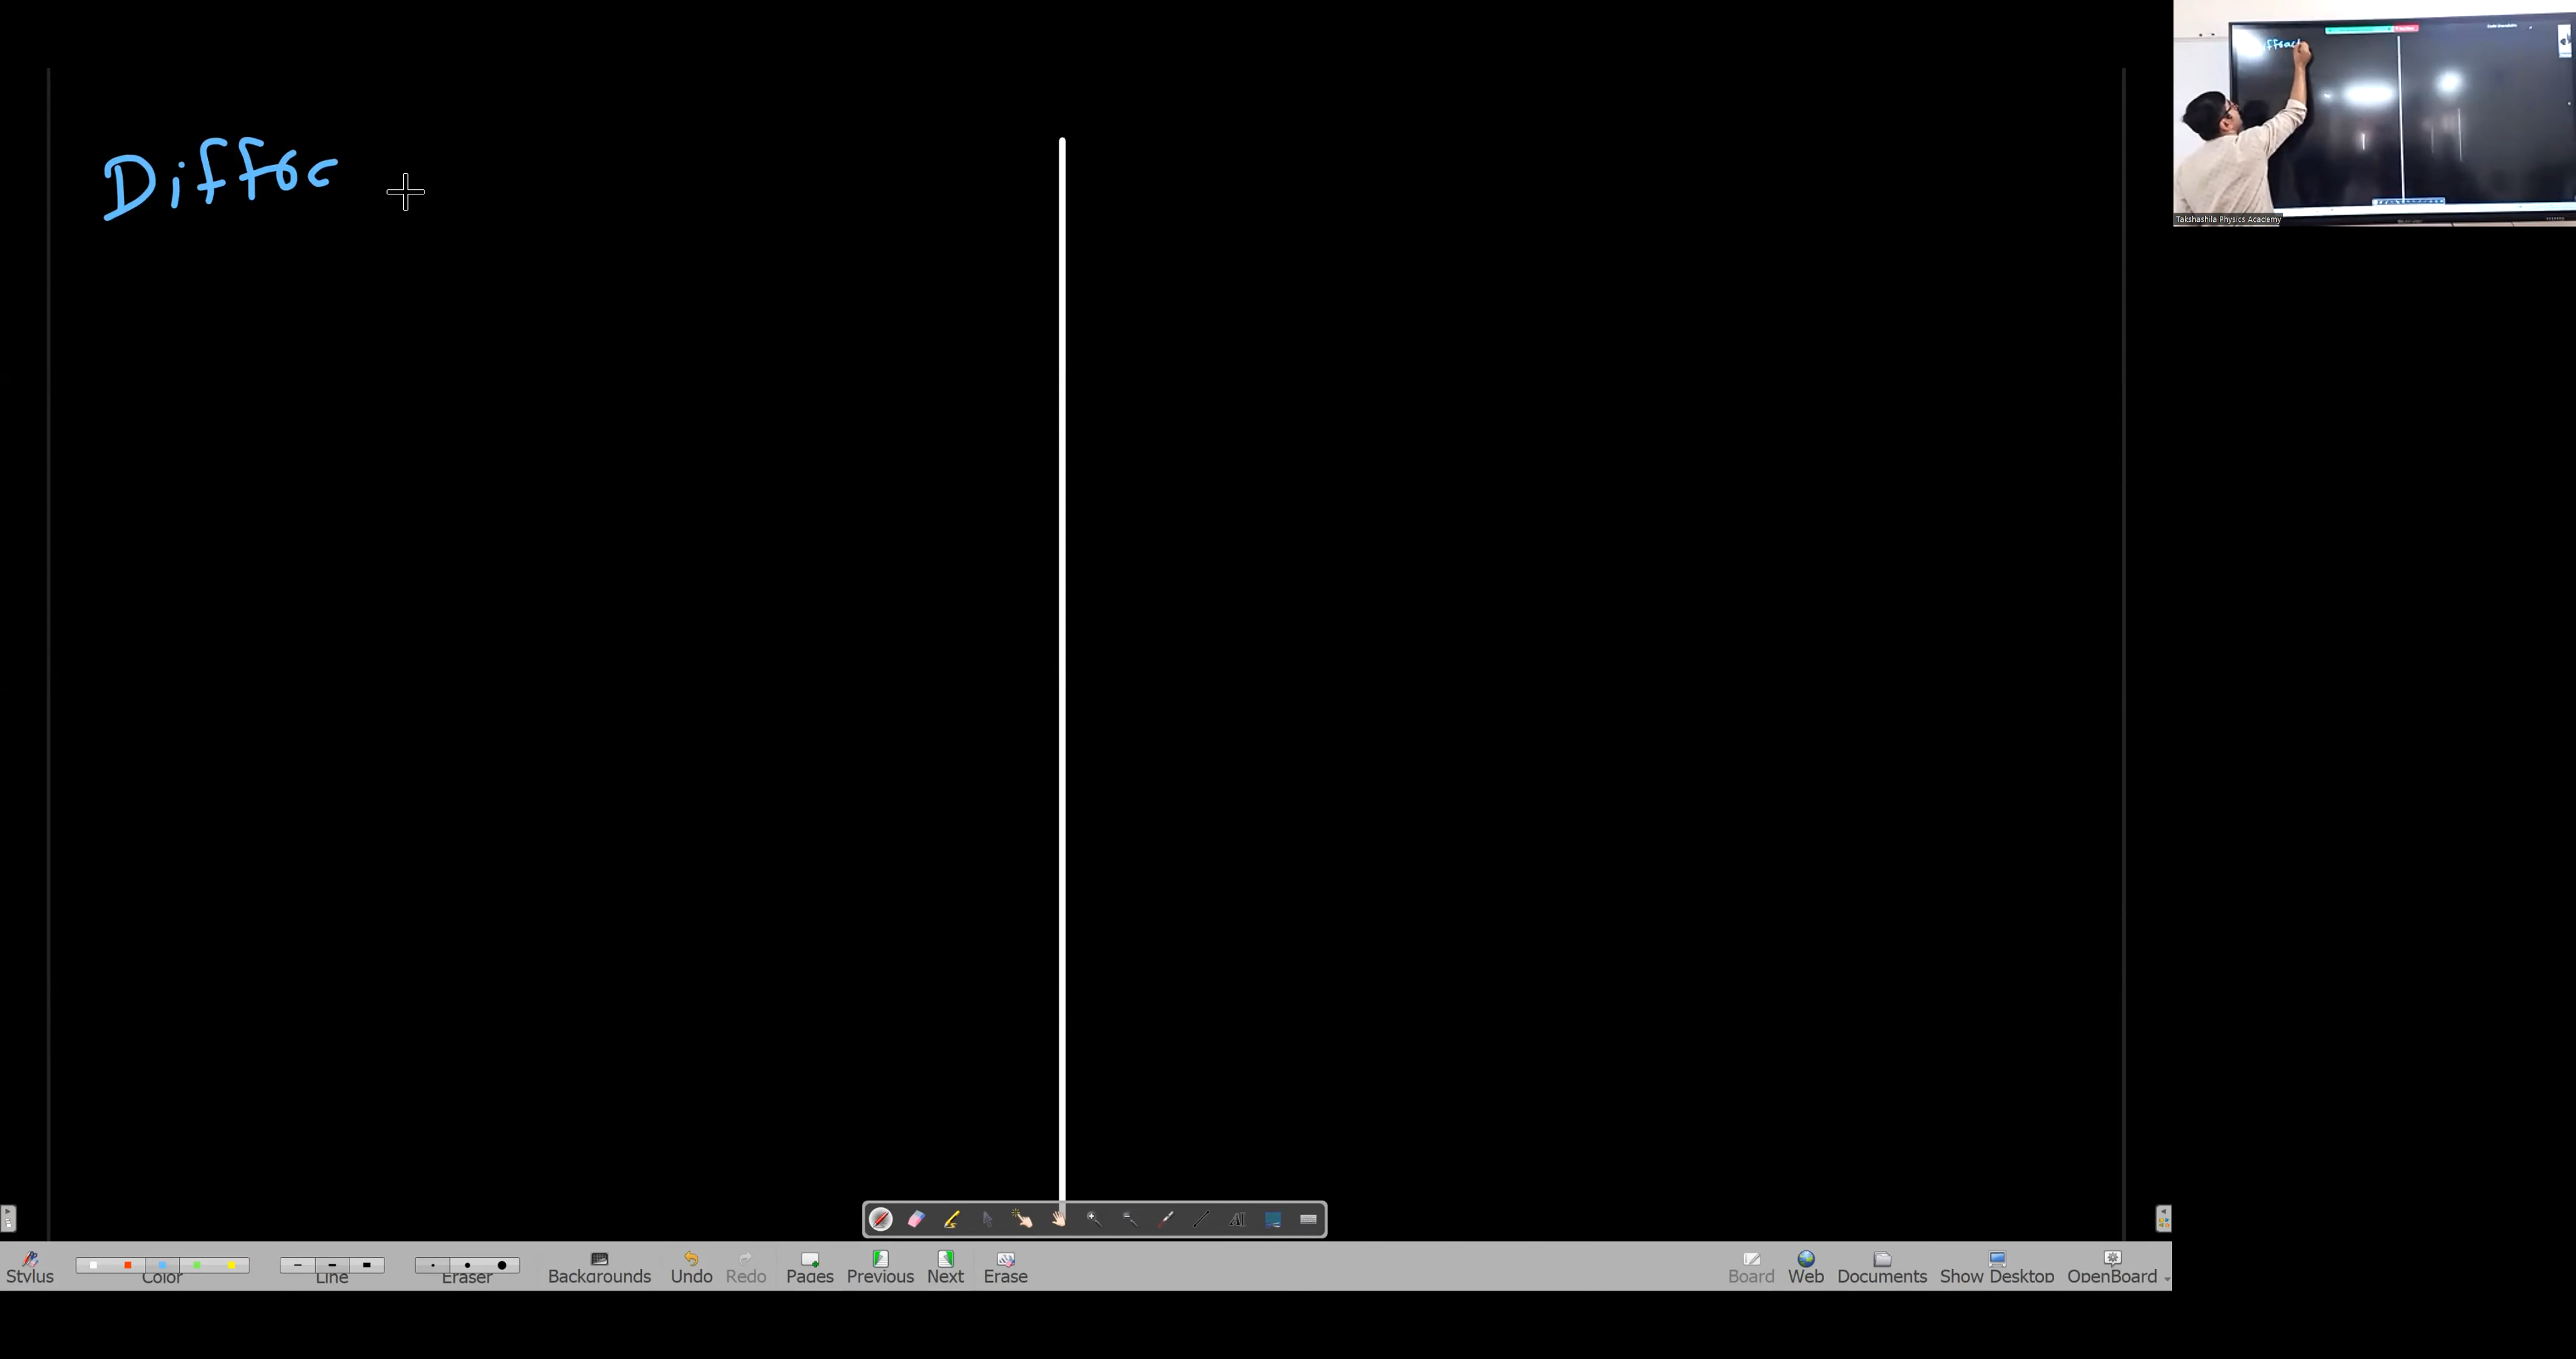 Diffrac
Takshashila Physics Academy
Stylus
Color
Line
Eraser
Backgrounds
Undo
Redo
Pages
Previous
Next
Erase
Board
Web
Documents
Show Desktop
OpenBoard